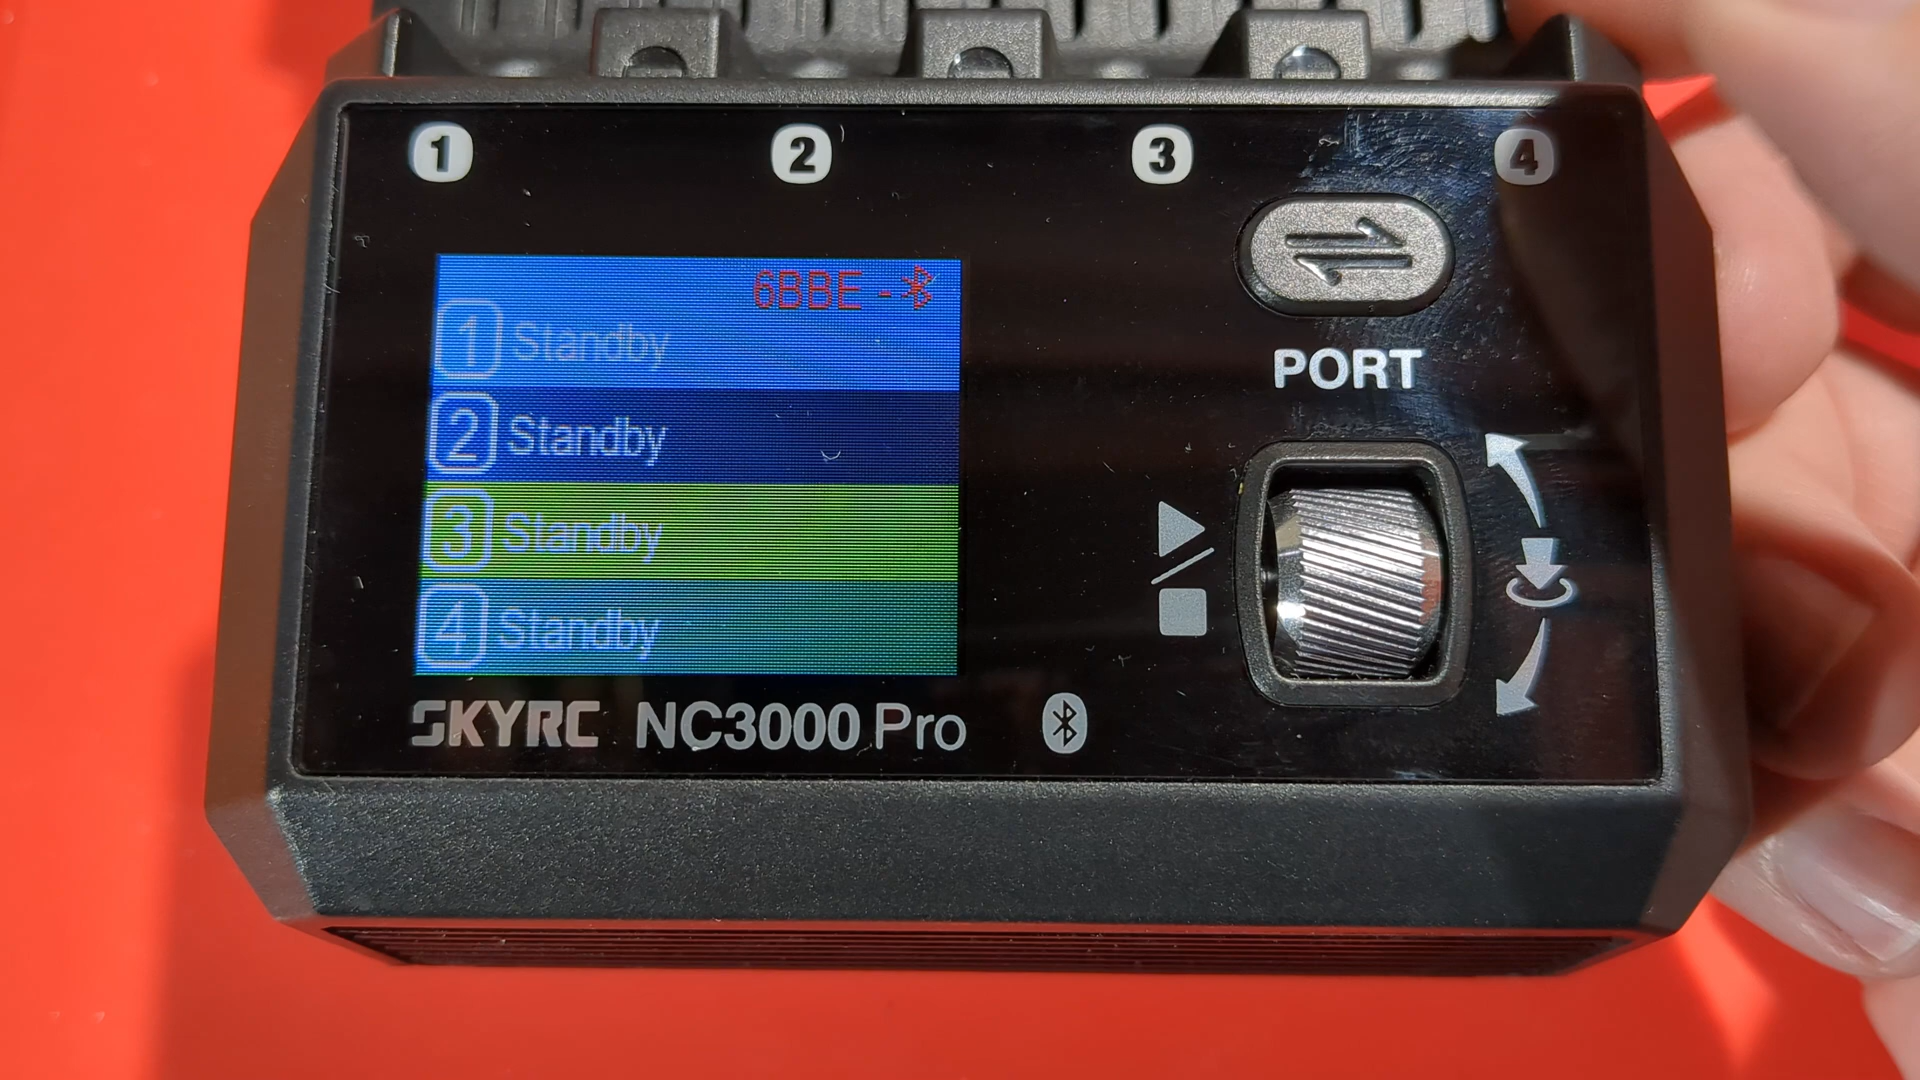 1 2 3 4
6BBE -
1 Standby
2 Standby
3 Standby
4 Standby
PORT
SKYRC NC3000 Pro